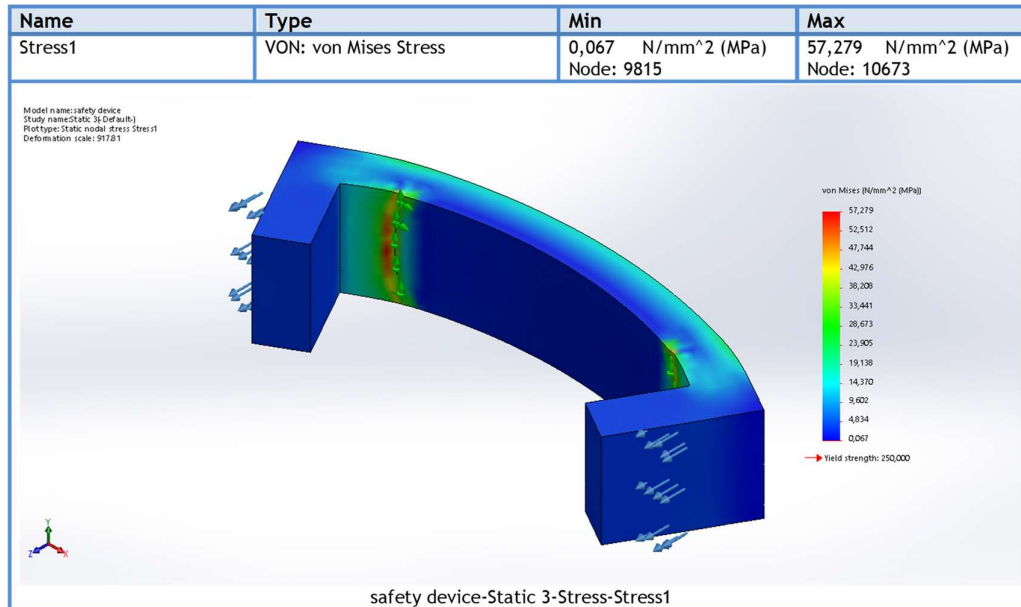 Name Type Min Max
Stress1 VON: von Mises Stress 0,067 N/mm^2 (MPa) 57,279 N/mm^2 (MPa)
Node: 9815 Node: 10673
Model name:safety device
Study name:Static 3(-Default-)
Plot type: Static nodal stress Stress1
Deformation scale: 917.81
von Mises (N/mm^2 (MPa))
57,279
52,512
47,744
42,976
38,208
33,441
28,673
23,905
19,138
14,370
9,602
4,834
0,067
Yield strength: 250,000
Y
Z X
safety device-Static 3-Stress-Stress1